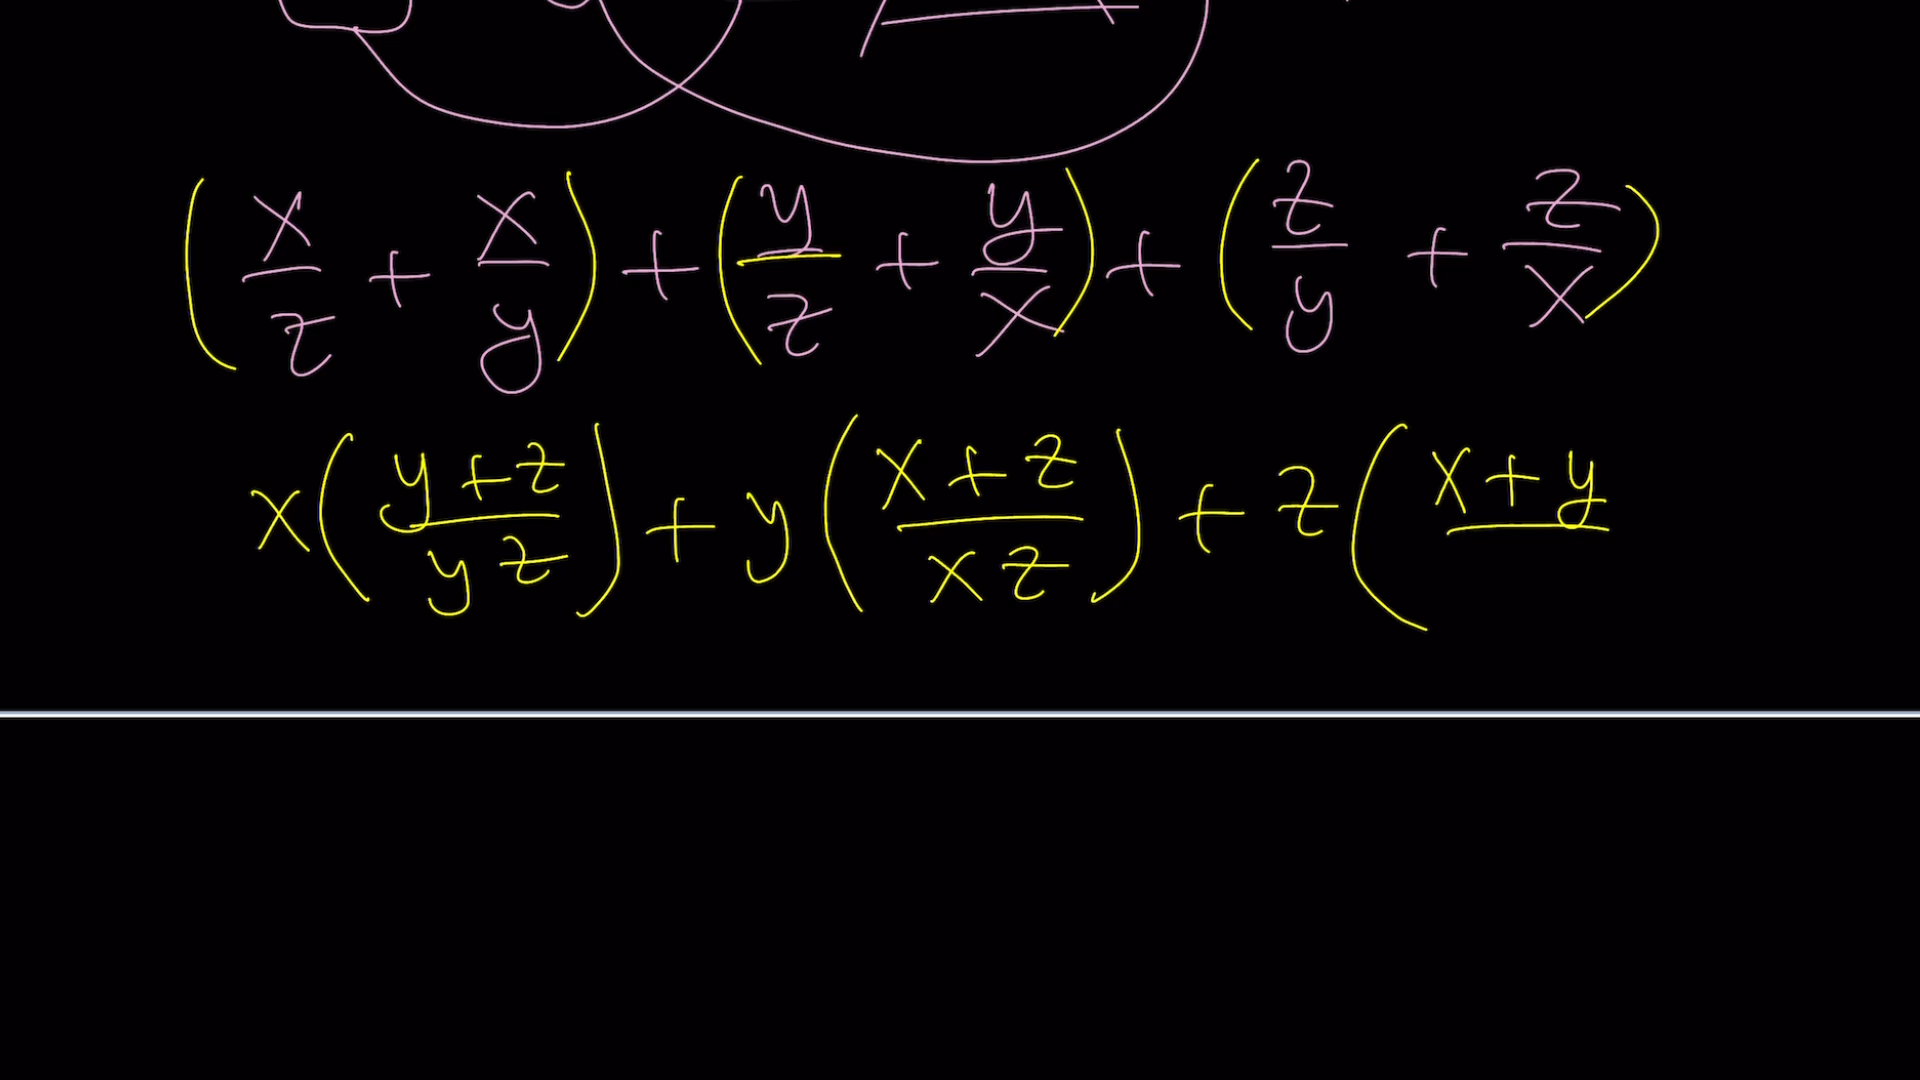 (x/z + x/y) + (y/z + y/x) + (z/y + z/x)
x((y+z)/yz) + y((x+z)/xz) + z((x+y)/